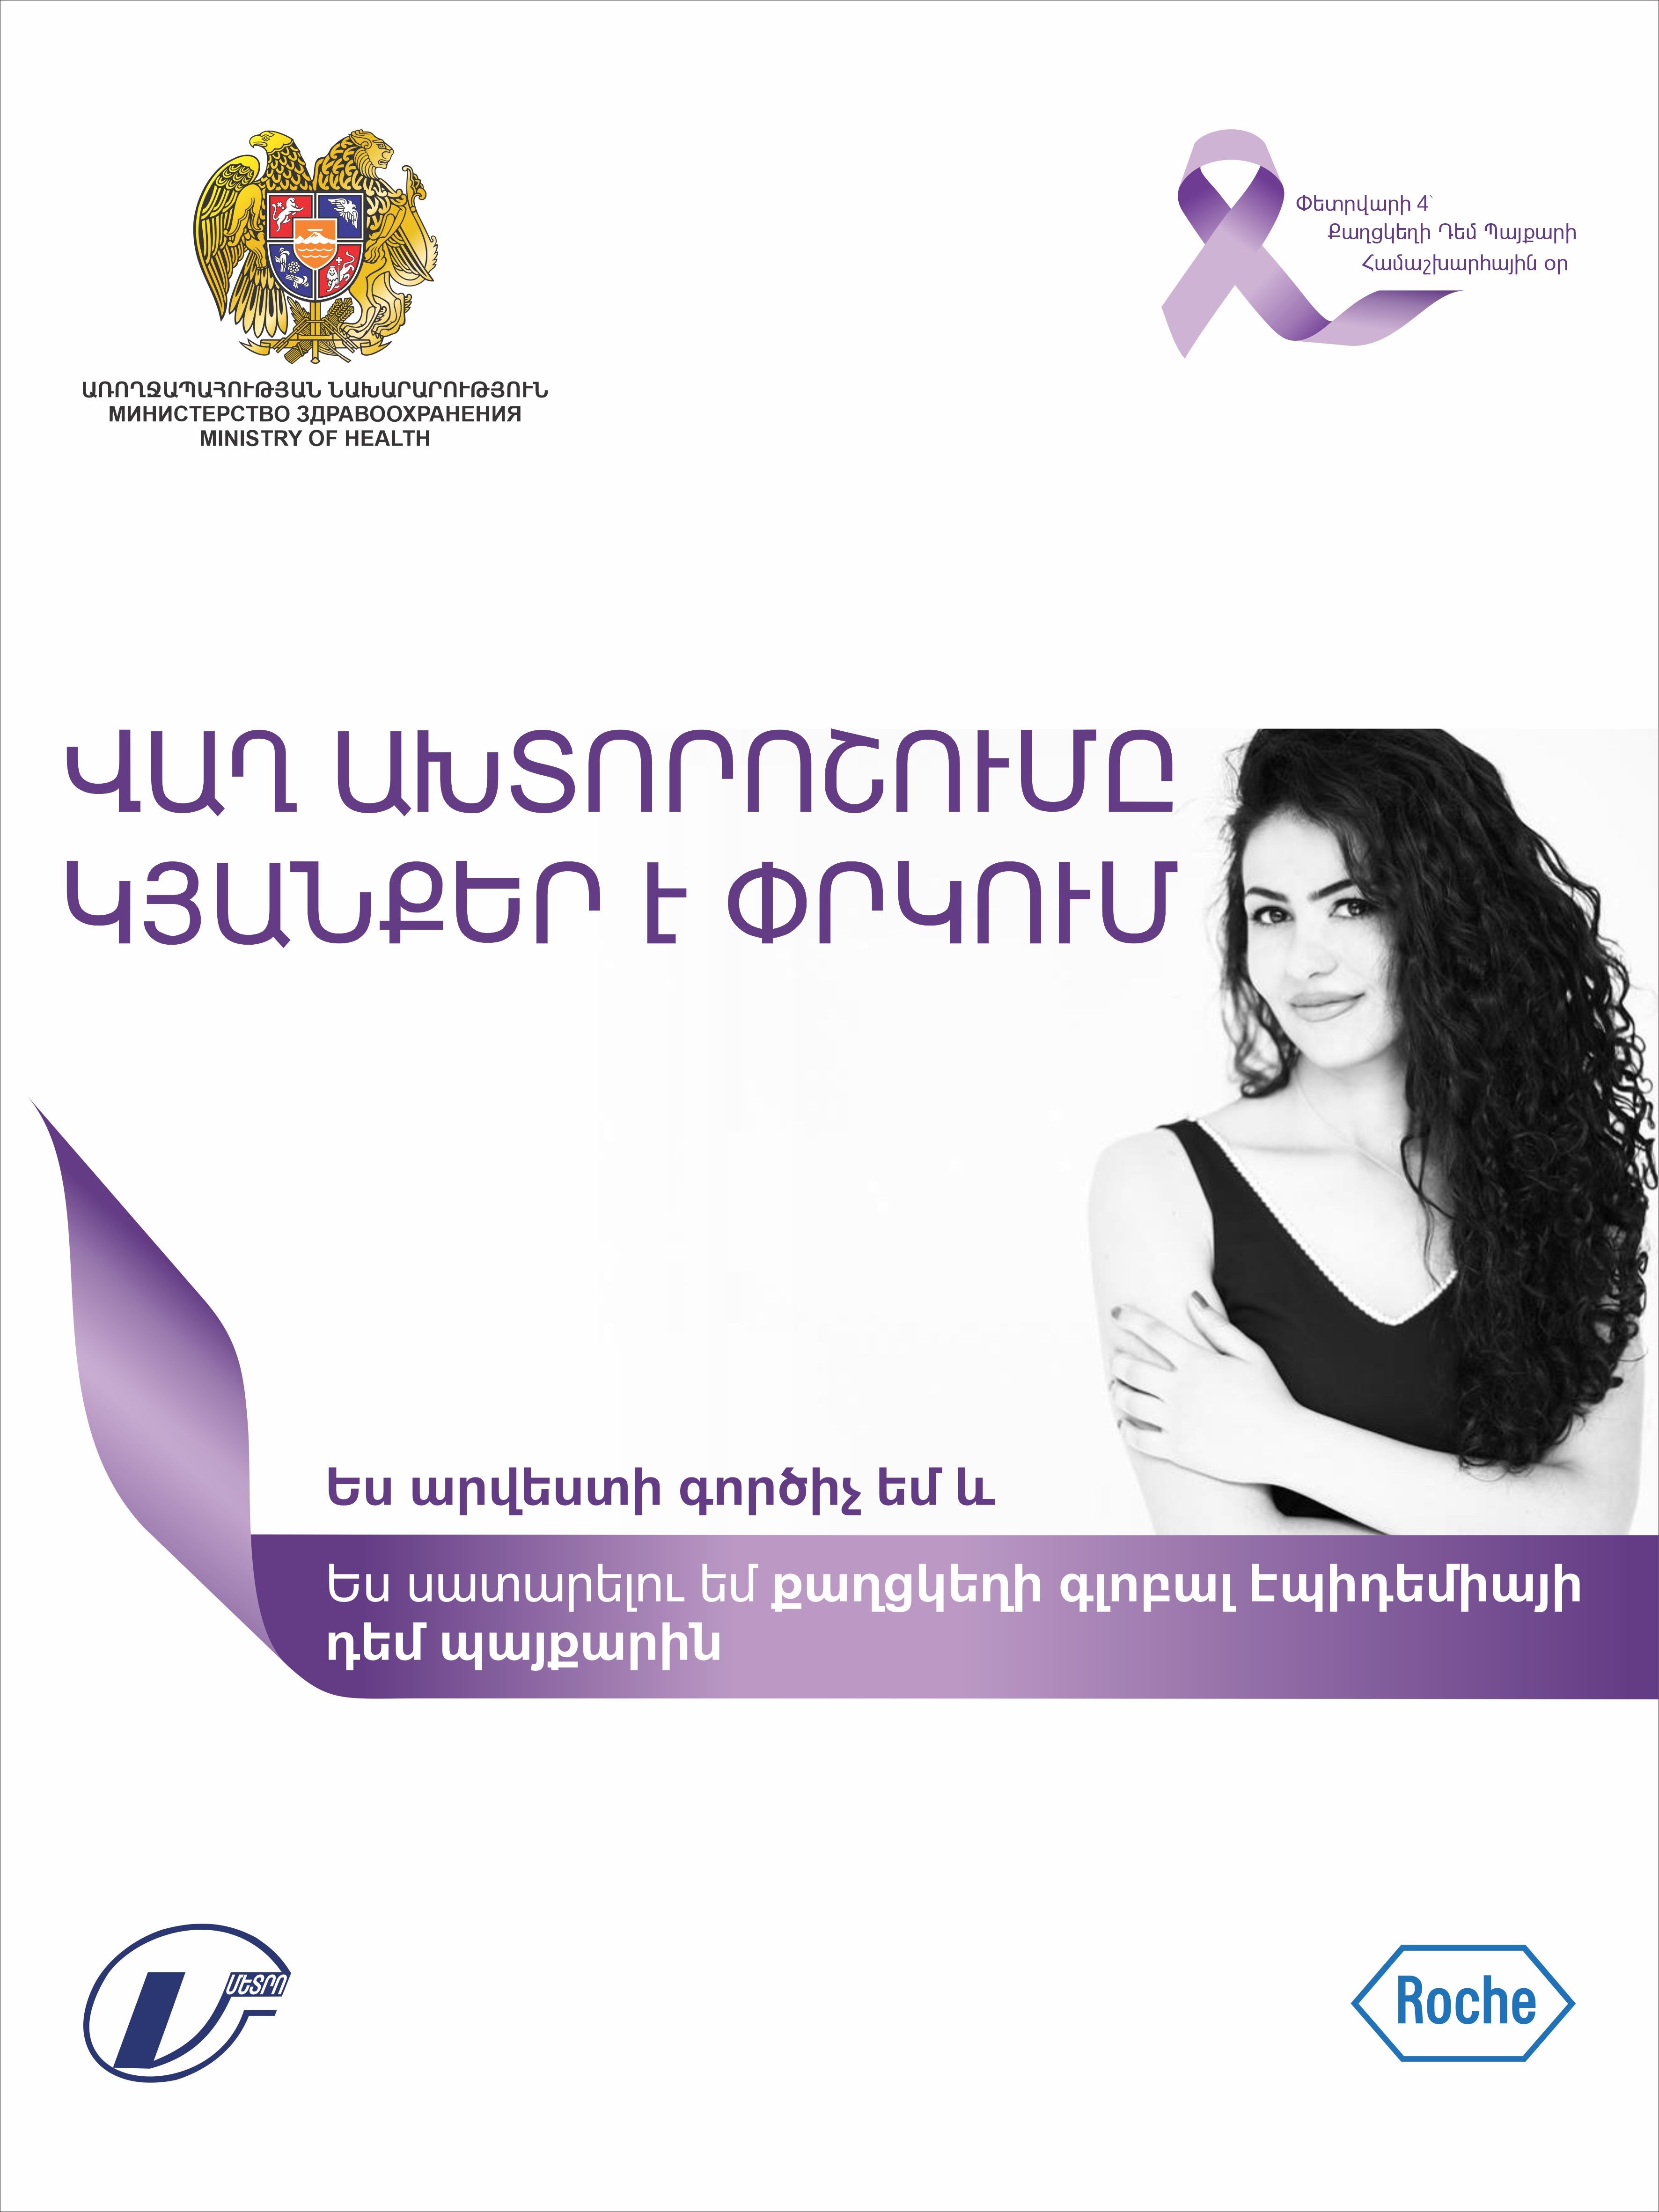 ԱՌՈՂՋԱՊԱՀՈՒԹՅԱՆ ՆԱԽԱՐԱՐՈՒԹՅՈՒՆ
МИНИСТЕРСТВО ЗДРАВООХРАНЕНИЯ
MINISTRY OF HEALTH
Փետրվարի 4՝
Քաղցկեղի Դեմ Պայքարի
Համաշխարհային օր
ՎԱՂ ԱԽՏՈՐՈՇՈՒՄԸ
ԿՅԱՆՔԵՐ Է ՓՐԿՈՒՄ
Ես արվեստի գործիչ եմ և
Ես սատարելու եմ քաղցկեղի գլոբալ էպիդեմիայի
դեմ պայքարին
ՄԵՏՐՈ
Roche